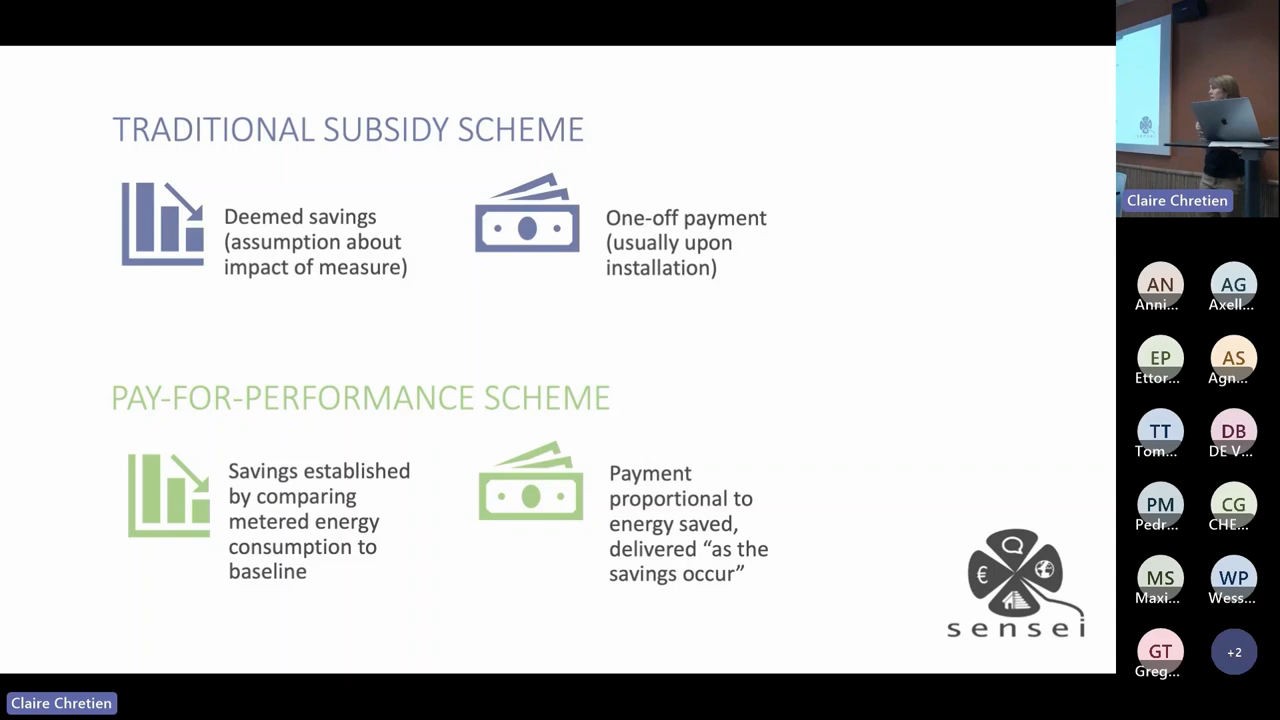 TRADITIONAL SUBSIDY SCHEME
Deemed savings
(assumption about
impact of measure)
One-off payment
(usually upon
installation)
PAY-FOR-PERFORMANCE SCHEME
Savings established
by comparing
metered energy
consumption to
baseline
Payment
proportional to
energy saved,
delivered “as the
savings occur”
€
sensei
Claire Chretien
Claire Chretien
AN
Anni...
AG
Axell...
EP
Ettor...
AS
Agn...
TT
Tom...
DB
DE V...
PM
Pedr...
CG
CHE...
MS
Maxi...
WP
Wess...
GT
Greg...
+2